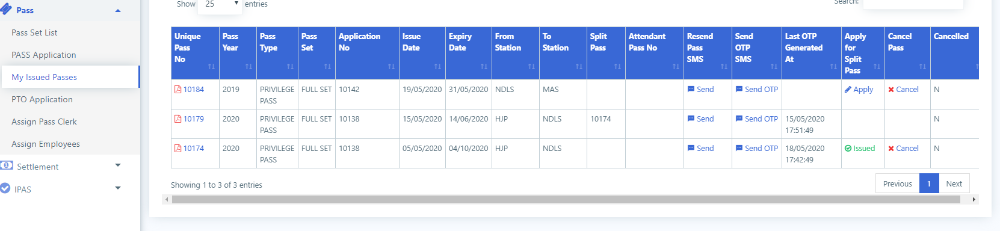 Pass
Pass Set List
PASS Application
My Issued Passes
PTO Application
Assign Pass Clerk
Assign Employees
Settlement
IPAS
Show 25 entries
Search:
Unique Pass No	Pass Year	Pass Type	Pass Set	Application No	Issue Date	Expiry Date	From Station	To Station	Split Pass	Attendant Pass No	Resend Pass SMS	Send OTP SMS	Last OTP Generated At	Apply for Split Pass	Cancel Pass	Cancelled
10184	2019	PRIVILEGE PASS	FULL SET	10142	19/05/2020	31/05/2020	NDLS	MAS	Send	Send OTP	Apply	Cancel	N
10179	2020	PRIVILEGE PASS	FULL SET	10138	15/05/2020	14/06/2020	HJP	NDLS	10174	Send	Send OTP	15/05/2020 17:51:49	N
10174	2020	PRIVILEGE PASS	FULL SET	10138	05/05/2020	04/10/2020	HJP	NDLS	Send	Send OTP	18/05/2020 17:42:49	Issued	Cancel	N
Showing 1 to 3 of 3 entries
Previous 1 Next